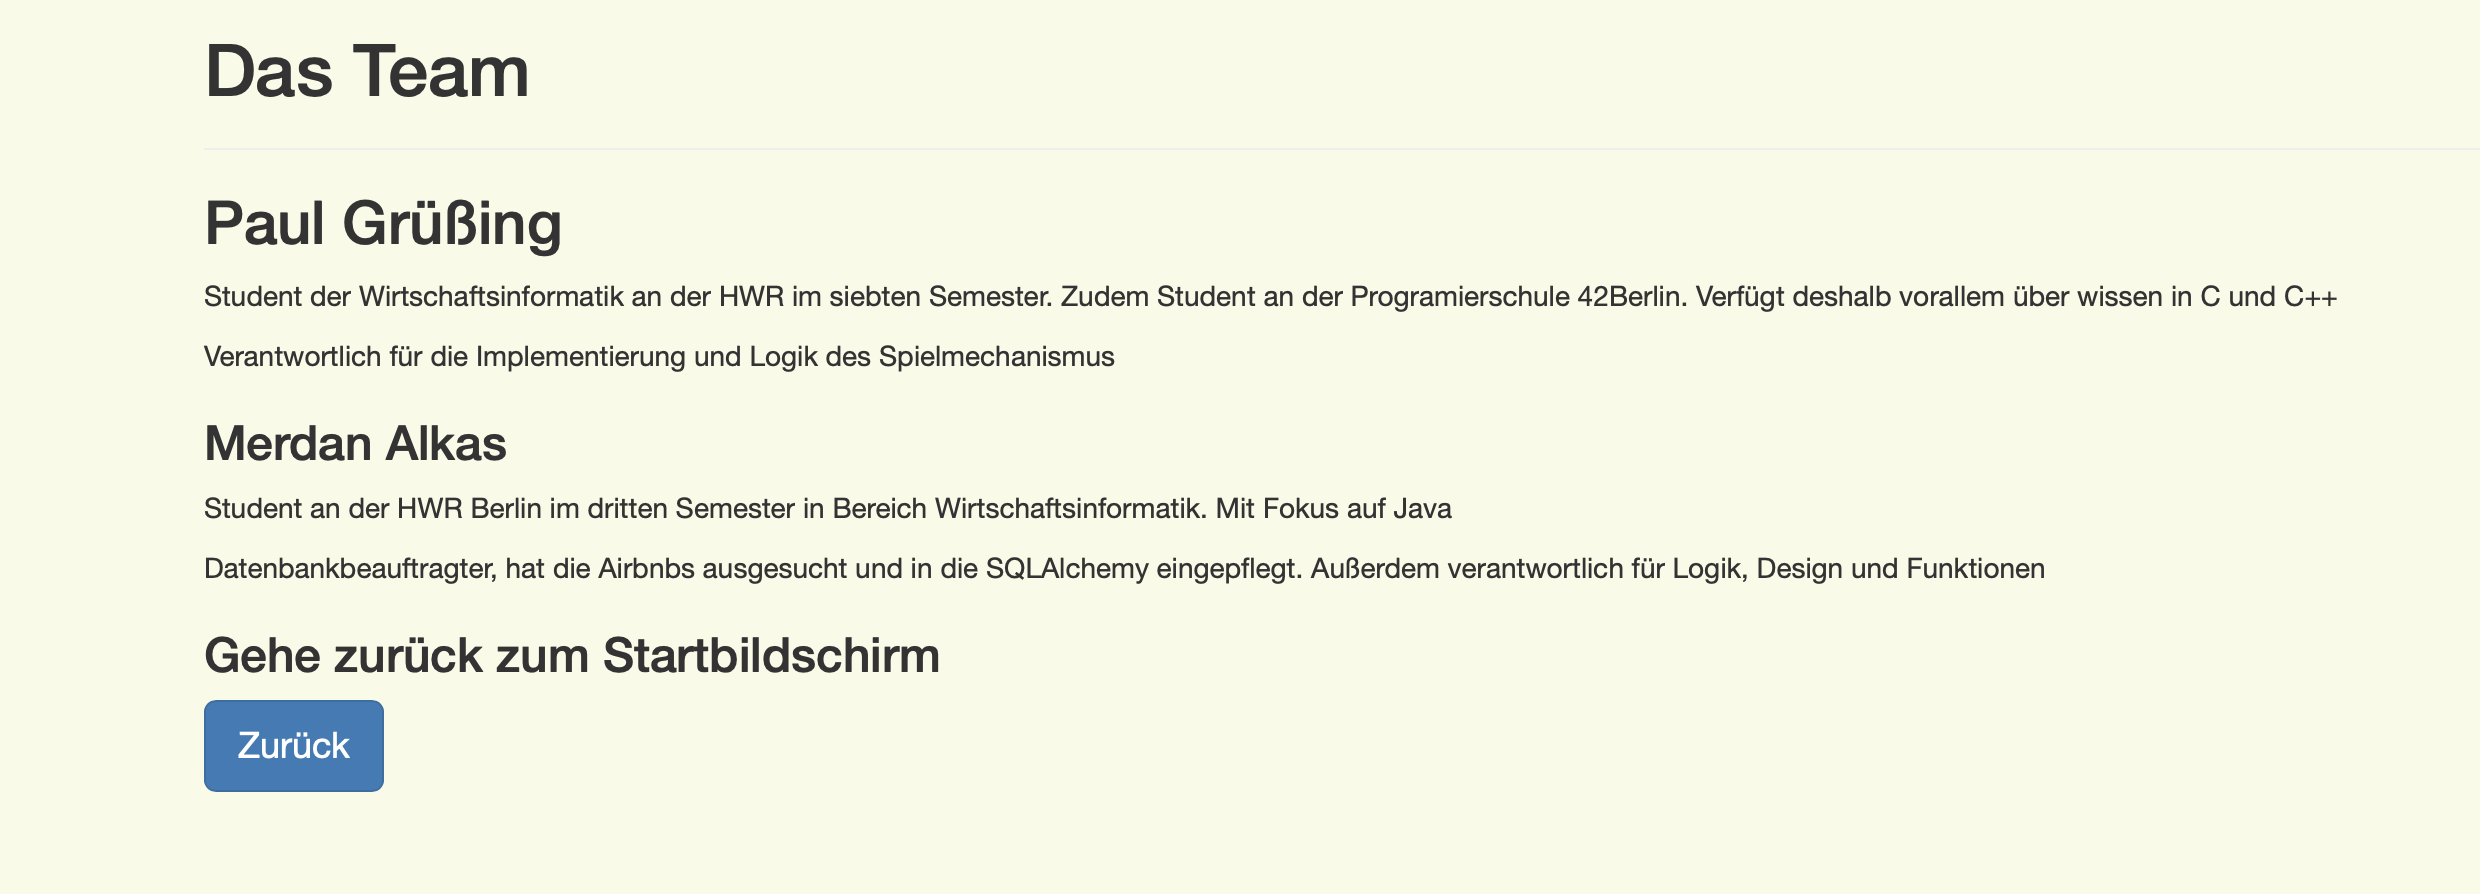 Das Team
Paul Grüßing
Student der Wirtschaftsinformatik an der HWR im siebten Semester. Zudem Student an der Programierschule 42Berlin. Verfügt deshalb vorallem über wissen in C und C++
Verantwortlich für die Implementierung und Logik des Spielmechanismus
Merdan Alkas
Student an der HWR Berlin im dritten Semester in Bereich Wirtschaftsinformatik. Mit Fokus auf Java
Datenbankbeauftragter, hat die Airbnbs ausgesucht und in die SQLAlchemy eingepflegt. Außerdem verantwortlich für Logik, Design und Funktionen
Gehe zurück zum Startbildschirm
Zurück